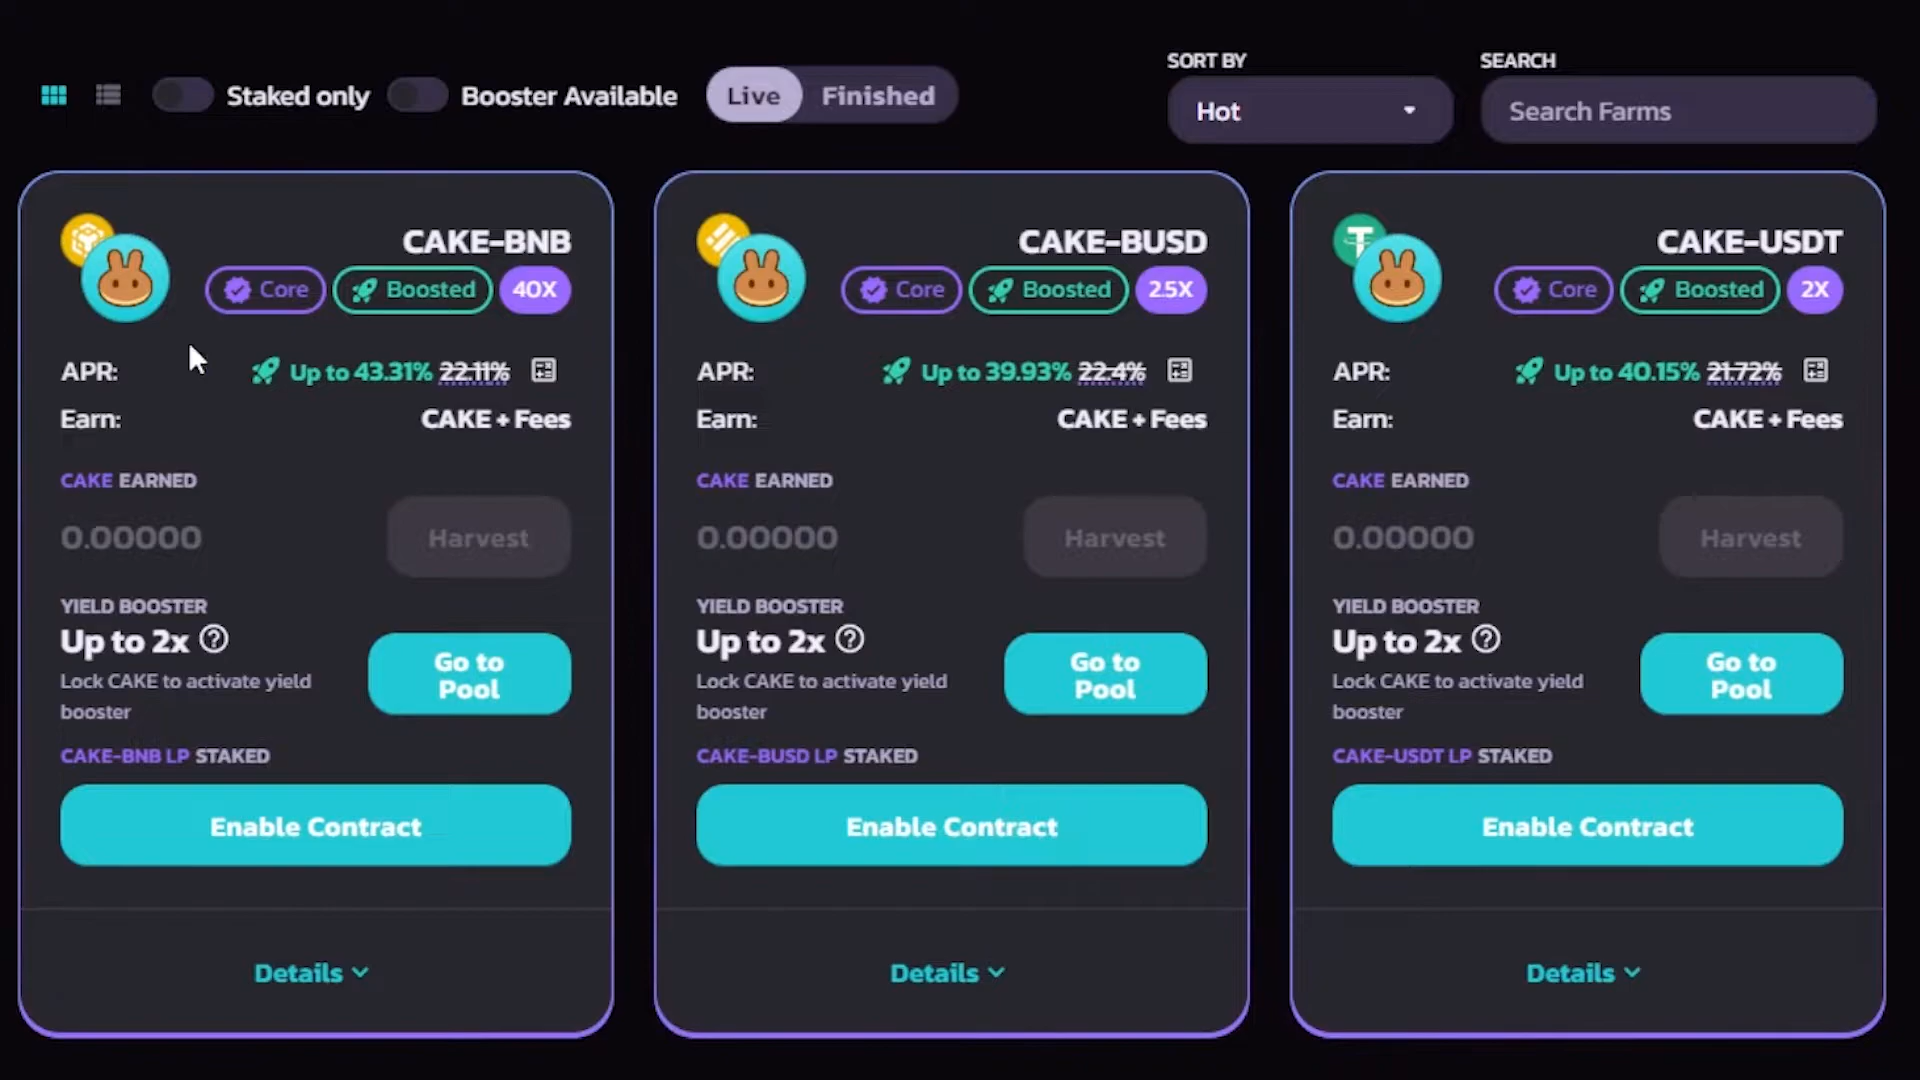 SORT BY
SEARCH
Staked only
Booster Available
Live
Finished
Hot
Search Farms
CAKE-BNB
Core
Boosted
40X
APR:
Up to 43.31% 22.11%
Earn:
CAKE + Fees
CAKE EARNED
0.00000
Harvest
YIELD BOOSTER
Up to 2x
Lock CAKE to activate yield
booster
Go to
Pool
CAKE-BNB LP STAKED
Enable Contract
Details
CAKE-BUSD
Core
Boosted
2.5X
APR:
Up to 39.93% 22.4%
Earn:
CAKE + Fees
CAKE EARNED
0.00000
Harvest
YIELD BOOSTER
Up to 2x
Lock CAKE to activate yield
booster
Go to
Pool
CAKE-BUSD LP STAKED
Enable Contract
Details
CAKE-USDT
Core
Boosted
2X
APR:
Up to 40.15% 21.72%
Earn:
CAKE + Fees
CAKE EARNED
0.00000
Harvest
YIELD BOOSTER
Up to 2x
Lock CAKE to activate yield
booster
Go to
Pool
CAKE-USDT LP STAKED
Enable Contract
Details